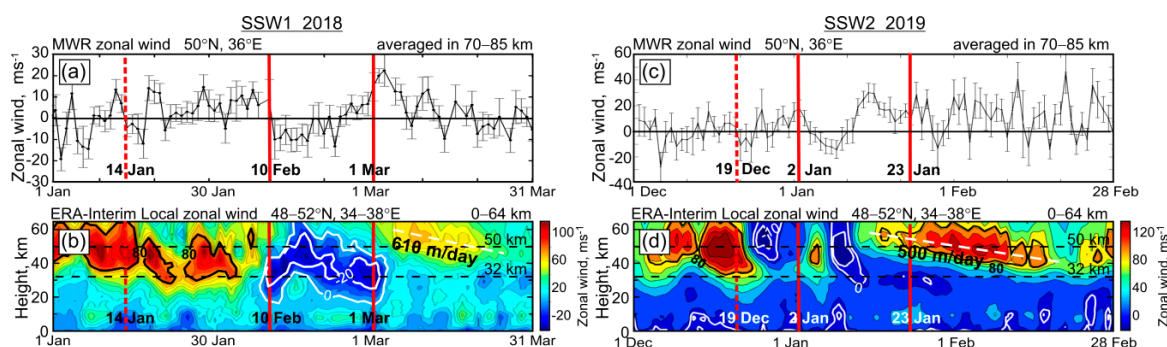 SSW1 2018
MWR zonal wind 50°N, 36°E averaged in 70–85 km
(a)
Zonal wind, ms⁻¹
30
20
10
0
-10
-20
-30
14 Jan
10 Feb
1 Mar
1 Jan 30 Jan 1 Mar 31 Mar
ERA-Interim Local zonal wind 48–52°N, 34–38°E 0–64 km
(b)
Height, km
60
40
20
0
80
80
-20
0
610 m/day
50 km
32 km
14 Jan
10 Feb
1 Mar
1 Jan 30 Jan 1 Mar 31 Mar
100
60
20
-20
Zonal wind, ms⁻¹
SSW2 2019
MWR zonal wind 50°N, 36°E averaged in 70–85 km
(c)
Zonal wind, ms⁻¹
60
40
20
0
-20
-40
19 Dec
2 Jan
23 Jan
1 Dec 1 Jan 1 Feb 28 Feb
ERA-Interim Local zonal wind 48–52°N, 34–38°E 0–64 km
(d)
Height, km
60
40
20
0
80
0
0
500 m/day
80
50 km
32 km
19 Dec
2 Jan
23 Jan
1 Dec 1 Jan 1 Feb 28 Feb
120
80
40
0
Zonal wind, ms⁻¹